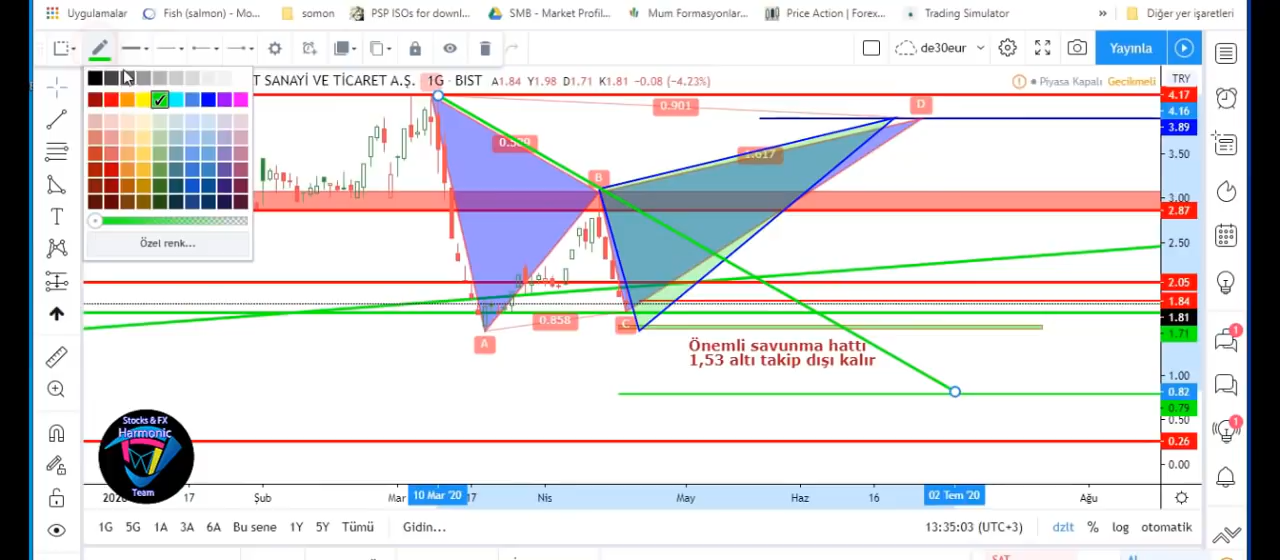 Uygulamalar Fish (salmon) - Mo... somon PSP ISOs for downl... SMB - Market Profil... Mum Formasyonlar... Price Action | Forex... Trading Simulator » Diğer yer işaretleri
de30eur Yayınla
T SANAYİ VE TİCARET A.Ş. 1G · BIST A1.84 Y1.98 D1.71 K1.81 -0.08 (-4.23%) Piyasa Kapalı Gecikmeli TRY
4.17
0.901 D
4.16
3.89
3.50
1.617
B
3.00
2.87
2.50
Özel renk...
2.05
1.84
0.858 C
1.81
1.71
A
Önemli savunma hattı
1,53 altı takip dışı kalır
1.00
0.82
0.79
0.50
0.26
0.00
Stocks & FX
Harmonic
Team
17 Şub Mar 10 Mar '20 17 Nis May Haz 16 02 Tem '20 Ağu
1G 5G 1A 3A 6A Bu sene 1Y 5Y Tümü Gidin... 13:35:03 (UTC+3) dzlt % log otomatik
1
1